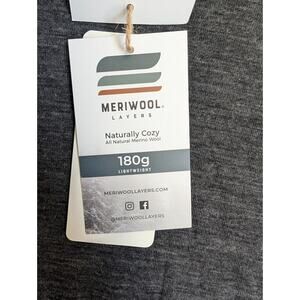 MERIWOOL®
LAYERS
Naturally Cozy
All Natural Merino Wool
180g
LIGHTWEIGHT
MERIWOOLLAYERS.COM
@MERIWOOLLAYERS